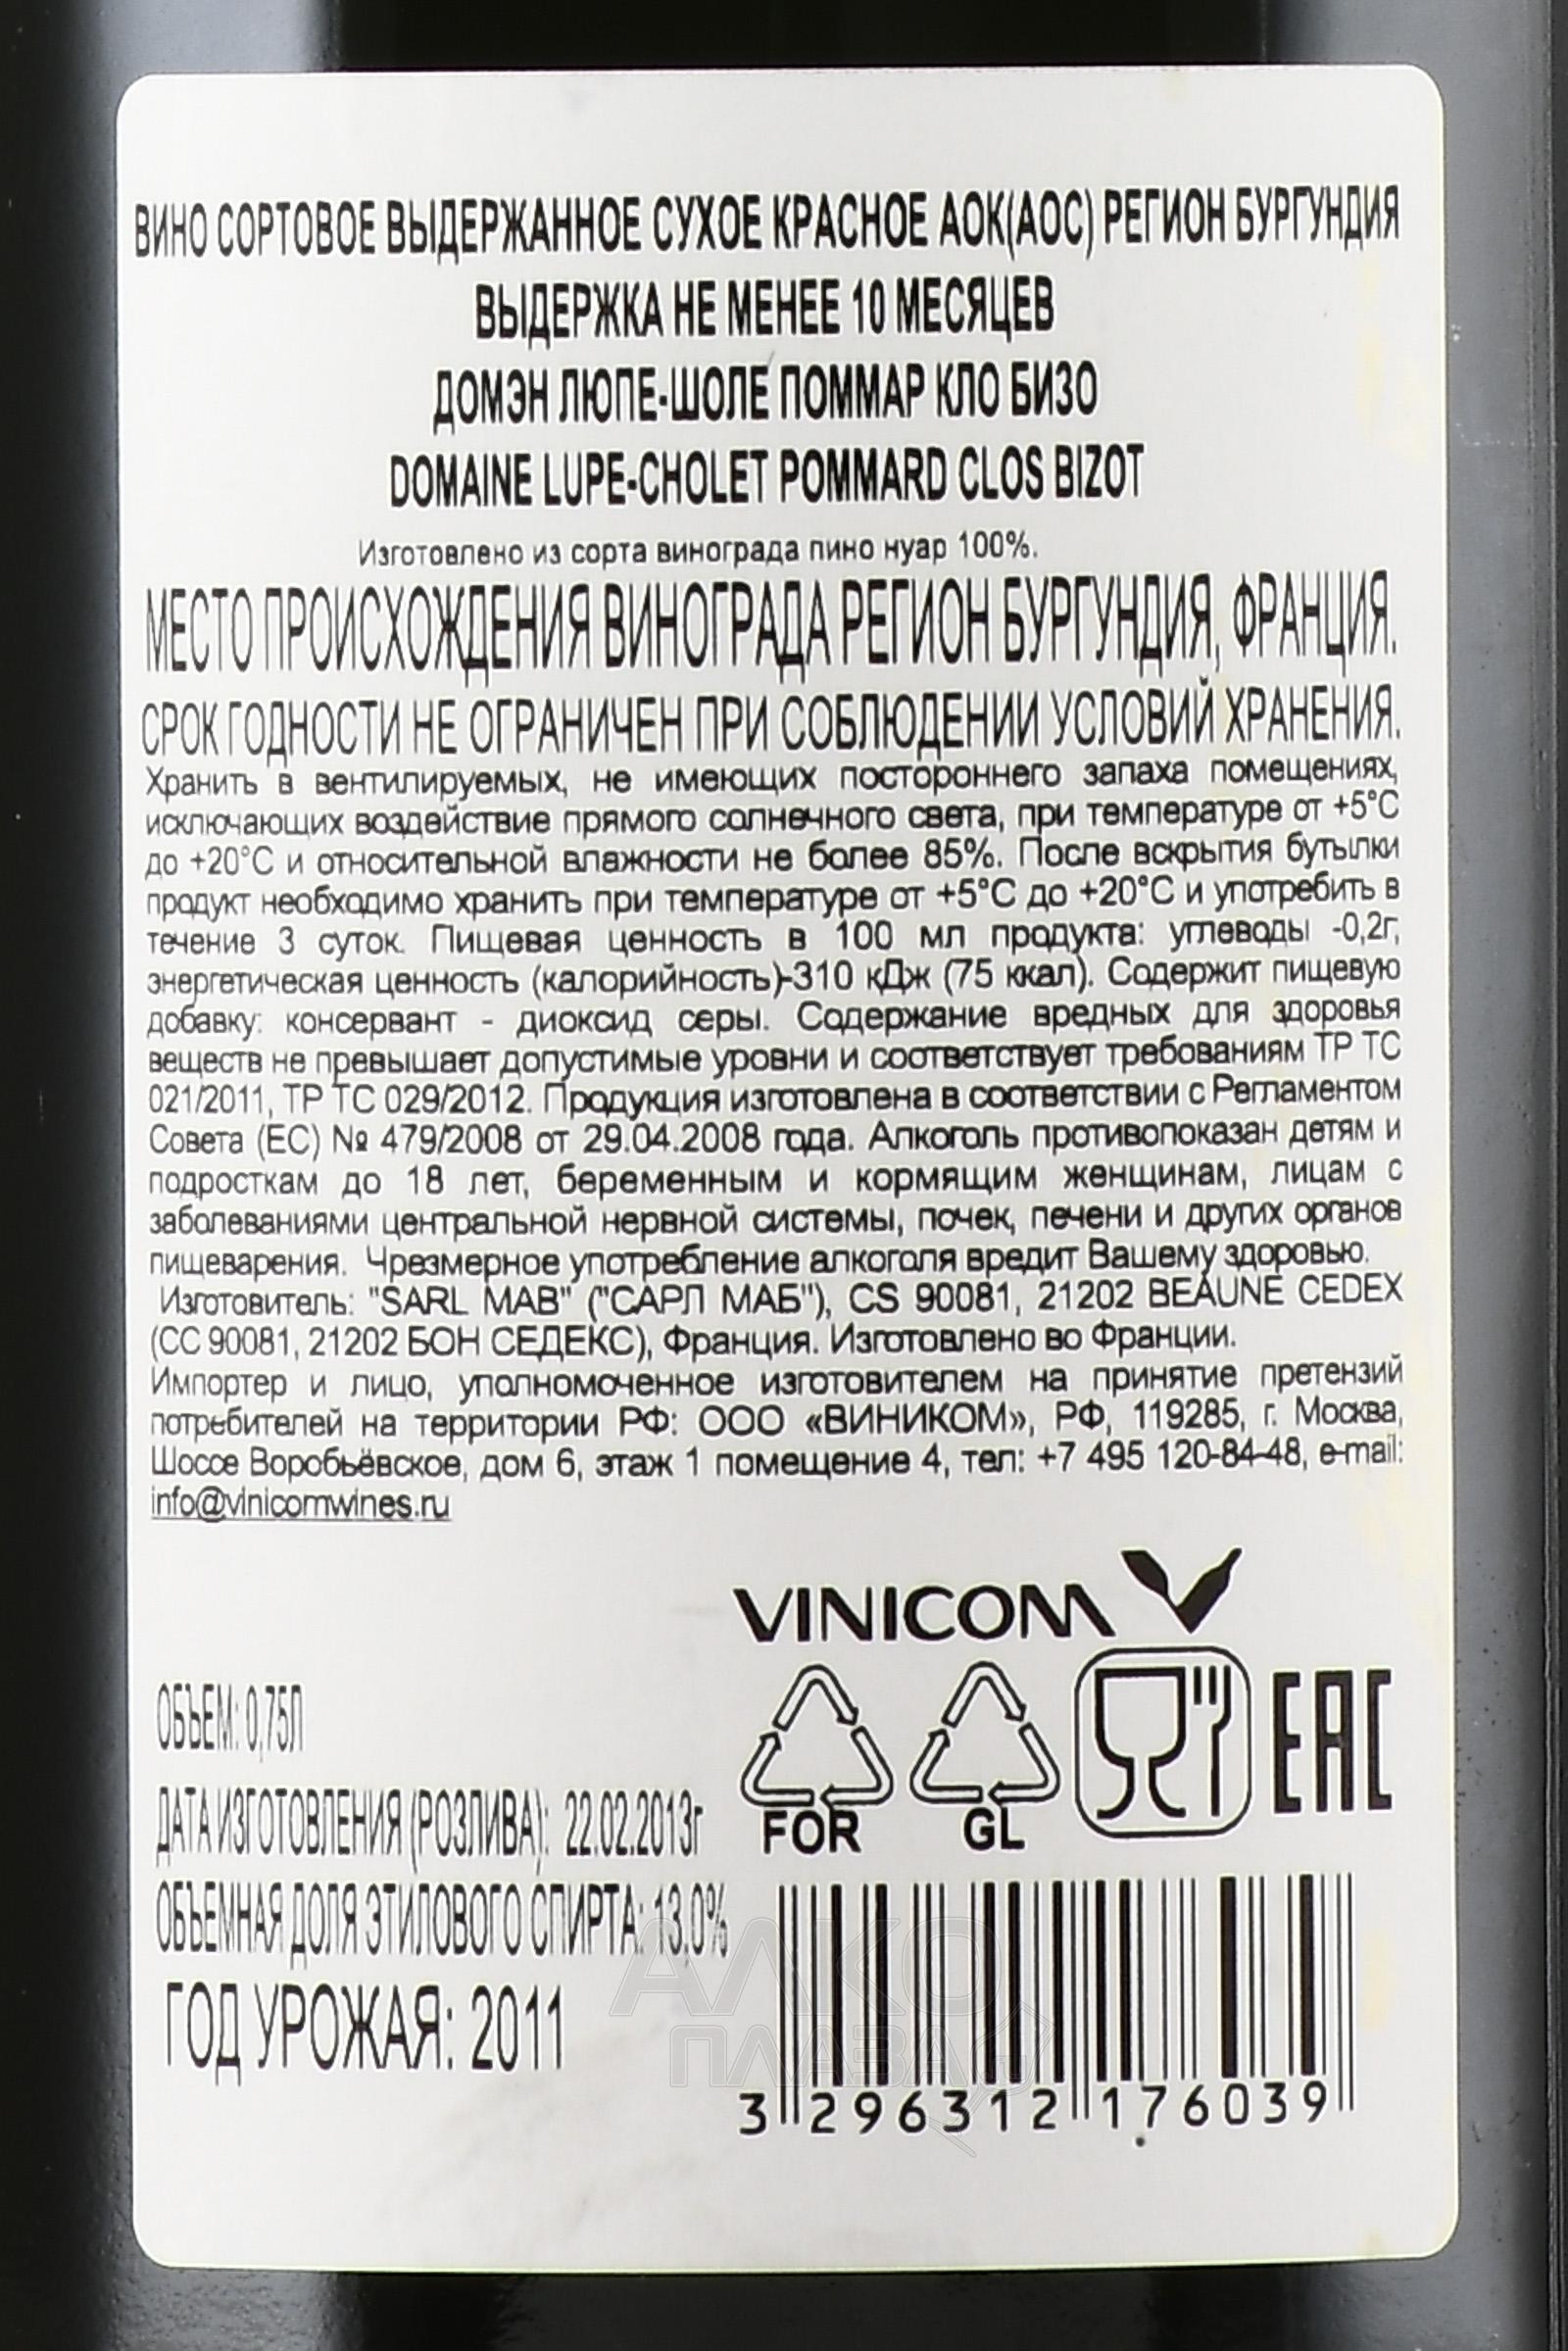 ВИНО СОРТОВОЕ ВЫДЕРЖАННОЕ СУХОЕ КРАСНОЕ АОК(АОС) РЕГИОН БУРГУНДИЯ
ВЫДЕРЖКА НЕ МЕНЕЕ 10 МЕСЯЦЕВ
ДОМЭН ЛЮПЕ-ШОЛЕ ПОММАР КЛО БИЗО
DOMAINE LUPE-CHOLET POMMARD CLOS BIZOT
Изготовлено из сорта винограда пино нуар 100%.
МЕСТО ПРОИСХОЖДЕНИЯ ВИНОГРАДА РЕГИОН БУРГУНДИЯ, ФРАНЦИЯ.
СРОК ГОДНОСТИ НЕ ОГРАНИЧЕН ПРИ СОБЛЮДЕНИИ УСЛОВИЙ ХРАНЕНИЯ.
Хранить в вентилируемых, не имеющих постороннего запаха помещениях,
исключающих воздействие прямого солнечного света, при температуре от +5°С
до +20°С и относительной влажности не более 85%. После вскрытия бутылки
продукт необходимо хранить при температуре от +5°С до +20°С и употребить в
течение 3 суток. Пищевая ценность в 100 мл продукта: углеводы -0,2г;
энергетическая ценность (калорийность)-310 кДж (75 ккал). Содержит пищевую
добавку: консервант - диоксид серы. Содержание вредных для здоровья
веществ не превышает допустимые уровни и соответствует требованиям ТР ТС
021/2011, ТР ТС 029/2012. Продукция изготовлена в соответствии с Регламентом
Совета (ЕС) № 479/2008 от 29.04.2008 года. Алкоголь противопоказан детям и
подросткам до 18 лет, беременным и кормящим женщинам, лицам с
заболеваниями центральной нервной системы, почек, печени и других органов
пищеварения. Чрезмерное употребление алкоголя вредит Вашему здоровью.
Изготовитель: "SARL MAB" ("САРЛ МАБ"), CS 90081, 21202 BEAUNE CEDEX
(СС 90081, 21202 БОН СЕДЕКС), Франция. Изготовлено во Франции.
Импортер и лицо, уполномоченное изготовителем на принятие претензий
потребителей на территории РФ: ООО «ВИНИКОМ», РФ, 119285, г. Москва,
Шоссе Воробьёвское, дом 6, этаж 1 помещение 4, тел: +7 495 120-84-48, e-mail:
info@vinicomwines.ru
VINICOM
ОБЪЕМ: 0,75Л
FOR GL EAC
ДАТА ИЗГОТОВЛЕНИЯ (РОЗЛИВА): 22.02.2013г
ОБЪЕМНАЯ ДОЛЯ ЭТИЛОВОГО СПИРТА: 13,0%
ГОД УРОЖАЯ: 2011
АЛКО
ПЛАЗА
3 296312 176039